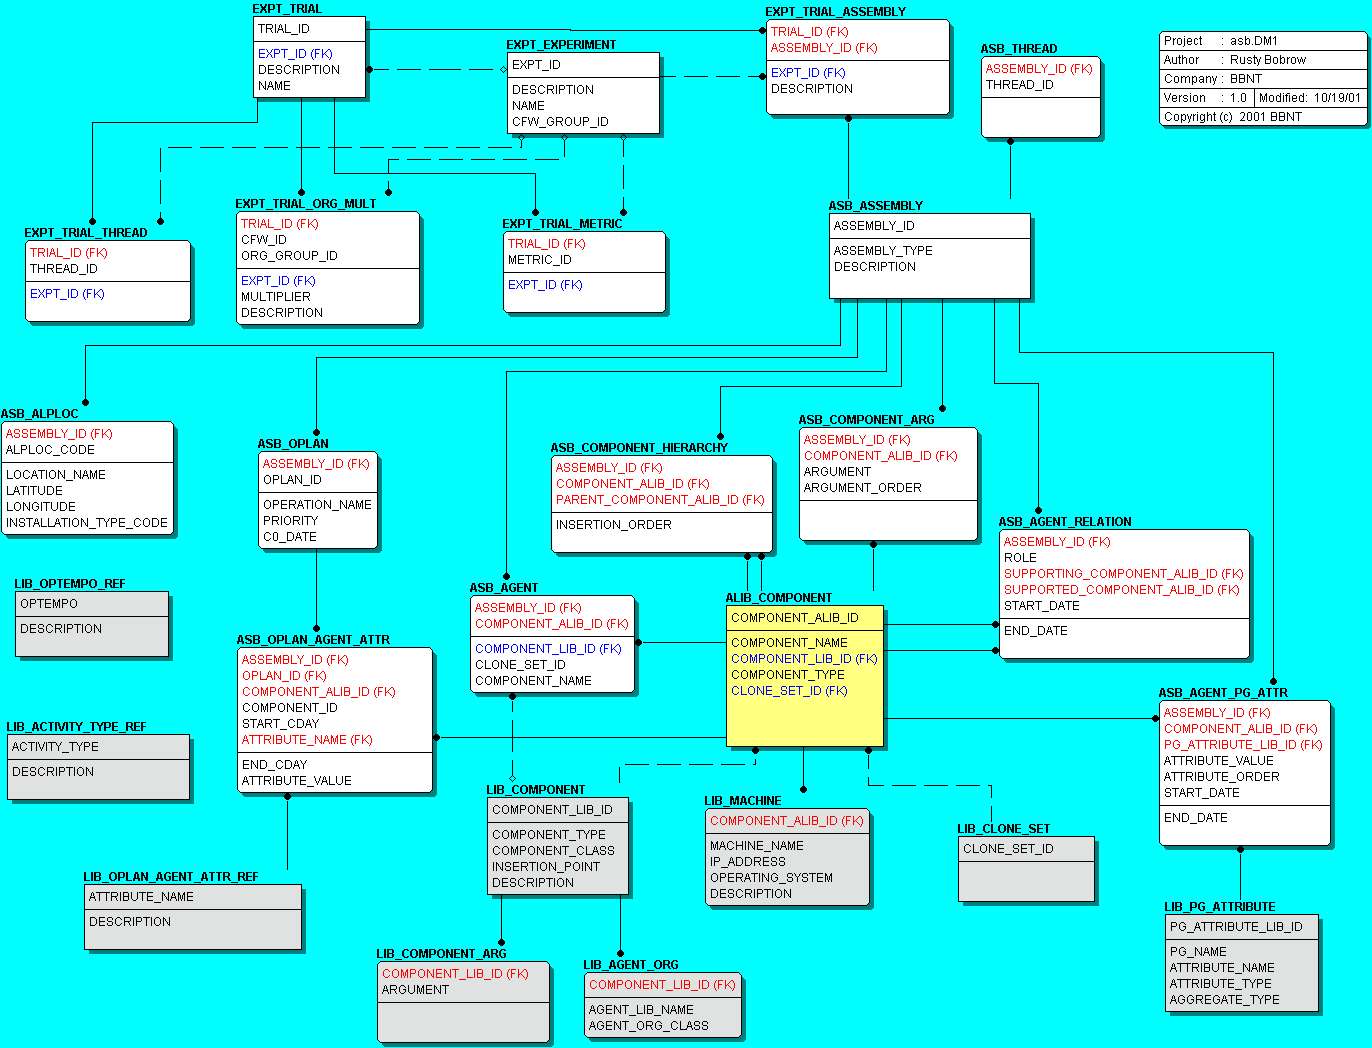 EXPT_TRIAL
TRIAL_ID
EXPT_ID (FK)
DESCRIPTION
NAME
EXPT_EXPERIMENT
EXPT_ID
DESCRIPTION
NAME
CFW_GROUP_ID
EXPT_TRIAL_ASSEMBLY
TRIAL_ID (FK)
ASSEMBLY_ID (FK)
EXPT_ID (FK)
DESCRIPTION
ASB_THREAD
ASSEMBLY_ID (FK)
THREAD_ID
Project : asb.DM1
Author : Rusty Bobrow
Company : BBNT
Version : 1.0 Modified: 10/19/01
Copyright (c) 2001 BBNT
EXPT_TRIAL_THREAD
TRIAL_ID (FK)
THREAD_ID
EXPT_ID (FK)
EXPT_TRIAL_ORG_MULT
TRIAL_ID (FK)
CFW_ID
ORG_GROUP_ID
EXPT_ID (FK)
MULTIPLIER
DESCRIPTION
EXPT_TRIAL_METRIC
TRIAL_ID (FK)
METRIC_ID
EXPT_ID (FK)
ASB_ASSEMBLY
ASSEMBLY_ID
ASSEMBLY_TYPE
DESCRIPTION
ASB_ALPLOC
ASSEMBLY_ID (FK)
ALPLOC_CODE
LOCATION_NAME
LATITUDE
LONGITUDE
INSTALLATION_TYPE_CODE
ASB_OPLAN
ASSEMBLY_ID (FK)
OPLAN_ID
OPERATION_NAME
PRIORITY
C0_DATE
ASB_COMPONENT_HIERARCHY
ASSEMBLY_ID (FK)
COMPONENT_ALIB_ID (FK)
PARENT_COMPONENT_ALIB_ID (FK)
INSERTION_ORDER
ASB_COMPONENT_ARG
ASSEMBLY_ID (FK)
COMPONENT_ALIB_ID (FK)
ARGUMENT
ARGUMENT_ORDER
ASB_AGENT_RELATION
ASSEMBLY_ID (FK)
ROLE
SUPPORTING_COMPONENT_ALIB_ID (FK)
SUPPORTED_COMPONENT_ALIB_ID (FK)
START_DATE
END_DATE
LIB_OPTEMPO_REF
OPTEMPO
DESCRIPTION
ASB_AGENT
ASSEMBLY_ID (FK)
COMPONENT_ALIB_ID (FK)
COMPONENT_LIB_ID (FK)
CLONE_SET_ID
COMPONENT_NAME
ALIB_COMPONENT
COMPONENT_ALIB_ID
COMPONENT_NAME
COMPONENT_LIB_ID (FK)
COMPONENT_TYPE
CLONE_SET_ID (FK)
ASB_OPLAN_AGENT_ATTR
ASSEMBLY_ID (FK)
OPLAN_ID (FK)
COMPONENT_ALIB_ID (FK)
COMPONENT_ID
START_CDAY
ATTRIBUTE_NAME (FK)
END_CDAY
ATTRIBUTE_VALUE
ASB_AGENT_PG_ATTR
ASSEMBLY_ID (FK)
COMPONENT_ALIB_ID (FK)
PG_ATTRIBUTE_LIB_ID (FK)
ATTRIBUTE_VALUE
ATTRIBUTE_ORDER
START_DATE
END_DATE
LIB_ACTIVITY_TYPE_REF
ACTIVITY_TYPE
DESCRIPTION
LIB_COMPONENT
COMPONENT_LIB_ID
COMPONENT_TYPE
COMPONENT_CLASS
INSERTION_POINT
DESCRIPTION
LIB_MACHINE
COMPONENT_ALIB_ID (FK)
MACHINE_NAME
IP_ADDRESS
OPERATING_SYSTEM
DESCRIPTION
LIB_CLONE_SET
CLONE_SET_ID
LIB_OPLAN_AGENT_ATTR_REF
ATTRIBUTE_NAME
DESCRIPTION
LIB_PG_ATTRIBUTE
PG_ATTRIBUTE_LIB_ID
PG_NAME
ATTRIBUTE_NAME
ATTRIBUTE_TYPE
AGGREGATE_TYPE
LIB_COMPONENT_ARG
COMPONENT_LIB_ID (FK)
ARGUMENT
LIB_AGENT_ORG
COMPONENT_LIB_ID (FK)
AGENT_LIB_NAME
AGENT_ORG_CLASS